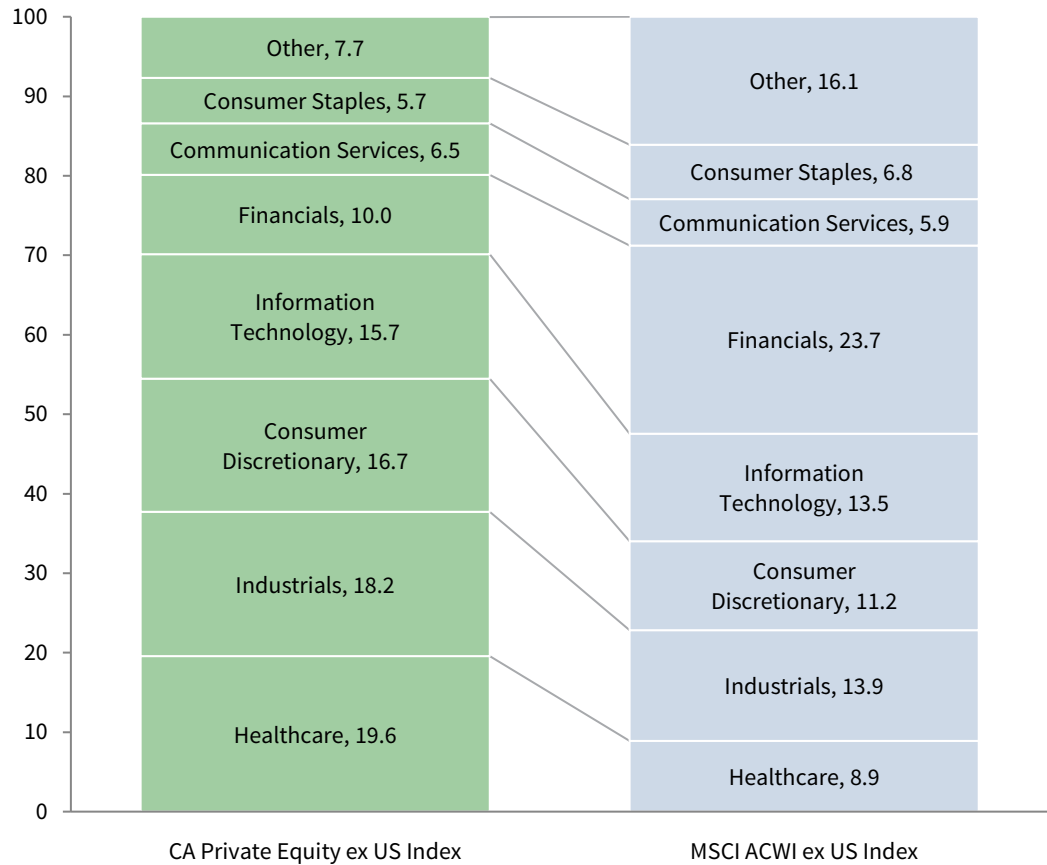 100
90
80
70
60
50
40
30
20
10
0
Other, 7.7
Consumer Staples, 5.7
Communication Services, 6.5
Financials, 10.0
Information
Technology, 15.7
Consumer
Discretionary, 16.7
Industrials, 18.2
Healthcare, 19.6
Other, 16.1
Consumer Staples, 6.8
Communication Services, 5.9
Financials, 23.7
Information
Technology, 13.5
Consumer
Discretionary, 11.2
Industrials, 13.9
Healthcare, 8.9
CA Private Equity ex US Index
MSCI ACWI ex US Index